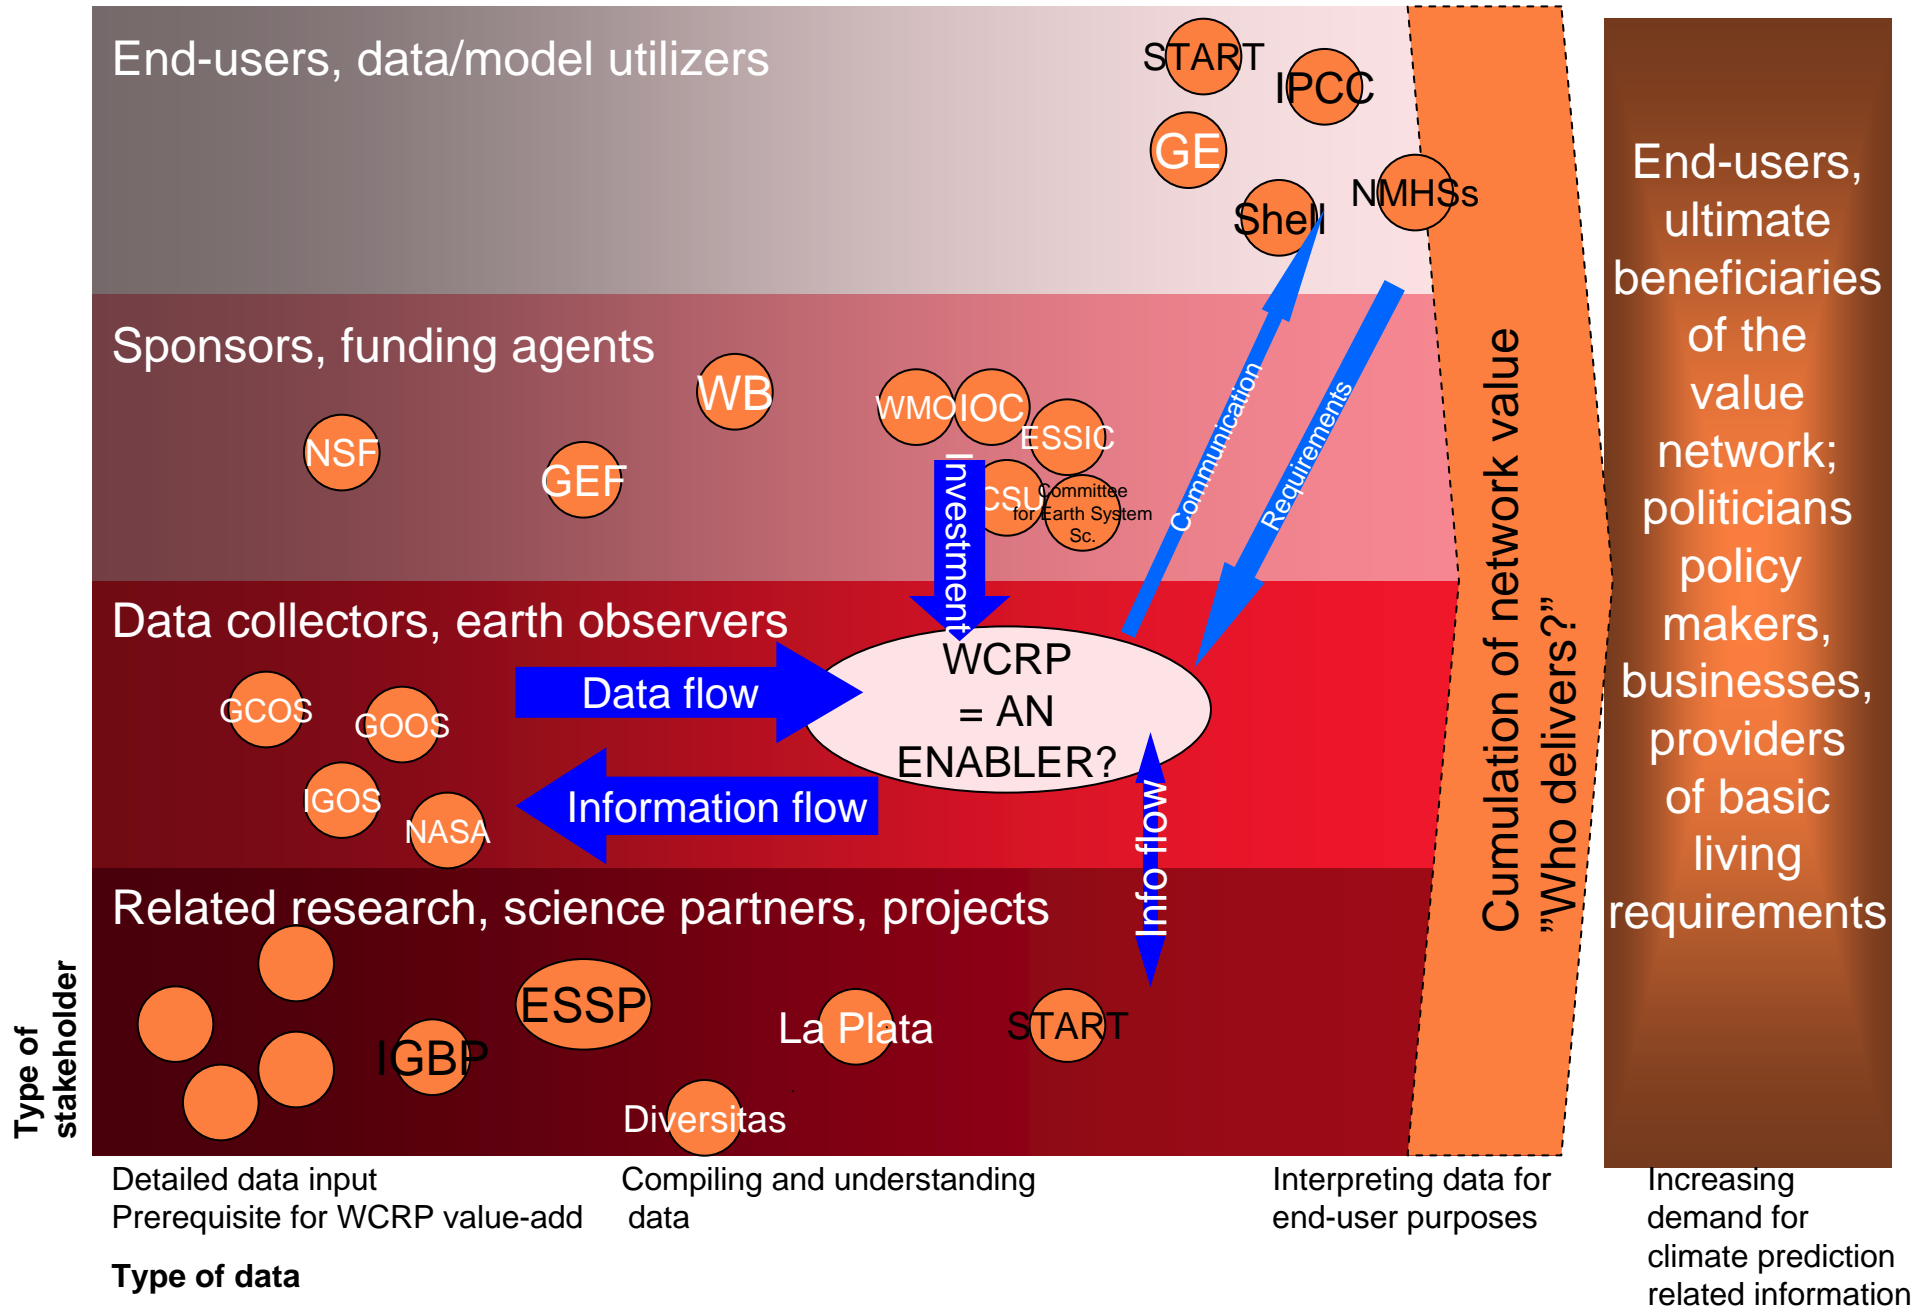 End-users, data/model utilizers
START
IPCC
GE
NMHSs
Shell
Sponsors, funding agents
WB
WMO
IOC
ESSIC
NSF
GEF
CSU
Committee
for Earth System
Sc.
Investment
Communication
Requirements
Data collectors, earth observers
GCOS
GOOS
IGOS
NASA
Data flow
Information flow
WCRP
= AN
ENABLER?
Info flow
Related research, science partners, projects
ESSP
IGBP
La Plata
START
Diversitas
Cumulation of network value
”Who delivers?”
End-users,
ultimate
beneficiaries
of the
value
network;
politicians
policy
makers,
businesses,
providers
of basic
living
requirements
Type of
stakeholder
Detailed data input
Prerequisite for WCRP value-add
Compiling and understanding
data
Interpreting data for
end-user purposes
Increasing
demand for
climate prediction
related information
Type of data